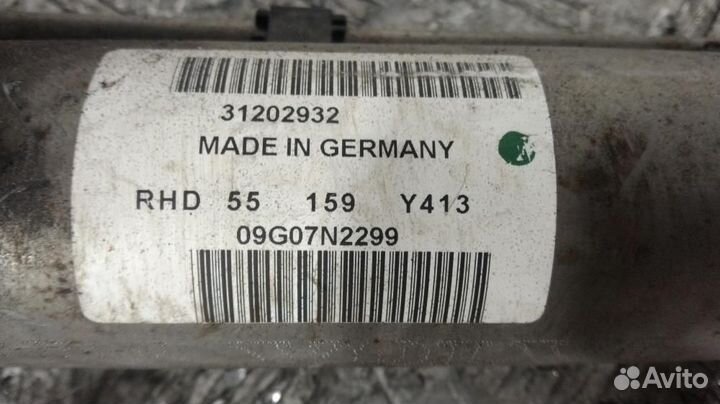 31202932
MADE IN GERMANY
RHD 55 159 Y413
09G07N2299
Avito